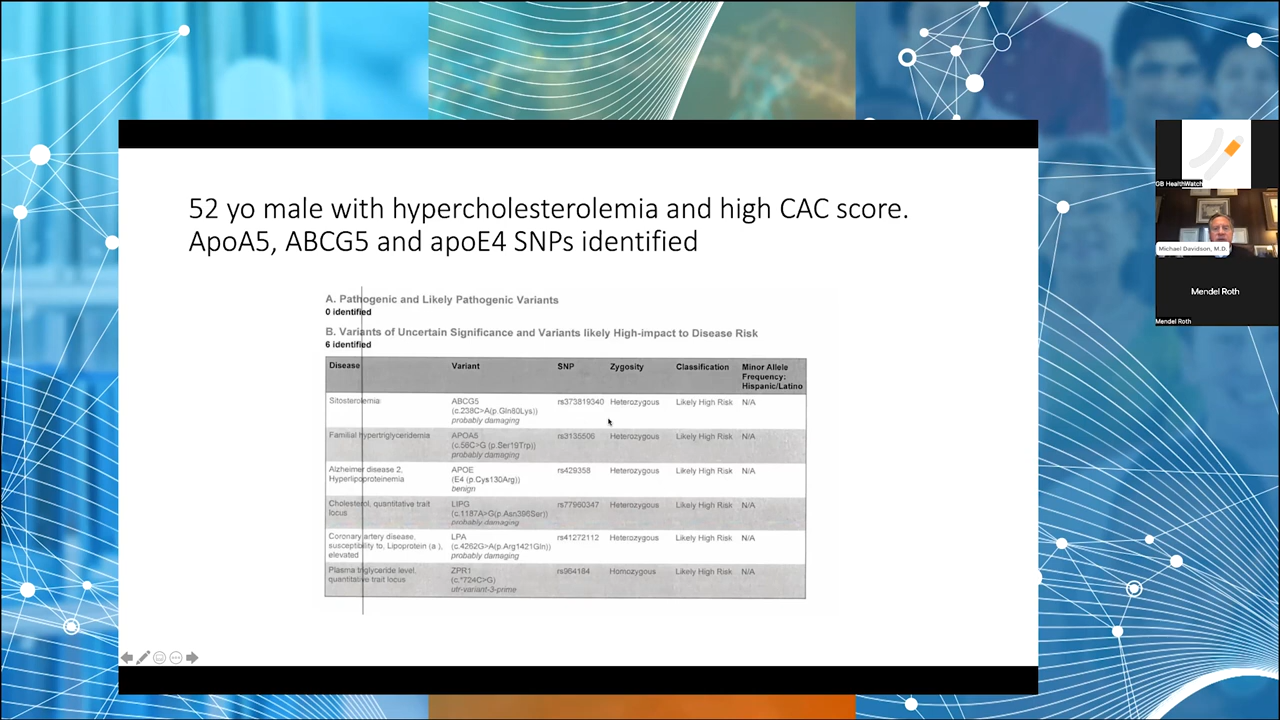 52 yo male with hypercholesterolemia and high CAC score.
ApoA5, ABCG5 and apoE4 SNPs identified
A. Pathogenic and Likely Pathogenic Variants
0 identified
B. Variants of Uncertain Significance and Variants likely High-impact to Disease Risk
6 identified
Disease Variant SNP Zygosity Classification Minor Allele
Frequency:
Hispanic/Latino
Sitosterolemia ABCG5 rs373819340 Heterozygous Likely High Risk N/A
(c.238C>A(p.Gln80Lys))
probably damaging
Familial hypertriglyceridemia APOA5 rs3135506 Heterozygous Likely High Risk N/A
(c.56C>G (p.Ser19Trp))
probably damaging
Alzheimer disease 2, APOE rs429358 Heterozygous Likely High Risk N/A
Hyperlipoproteinemia (E4 (p.Cys130Arg))
benign
Cholesterol, quantitative trait LIPG rs77960347 Heterozygous Likely High Risk N/A
locus (c.1187A>G(p.Asn396Ser))
probably damaging
Coronary artery disease, LPA rs41272112 Heterozygous Likely High Risk N/A
susceptibility to, Lipoprotein (a), (c.4262G>A(p.Arg1421Gln))
elevated probably damaging
Plasma triglyceride level, ZPR1 rs964184 Homozygous Likely High Risk N/A
quantitative trait locus (c.*724C>G)
utr-variant-3-prime
GB HealthWatch
Michael Davidson, M.D.
Mendel Roth
Mendel Roth